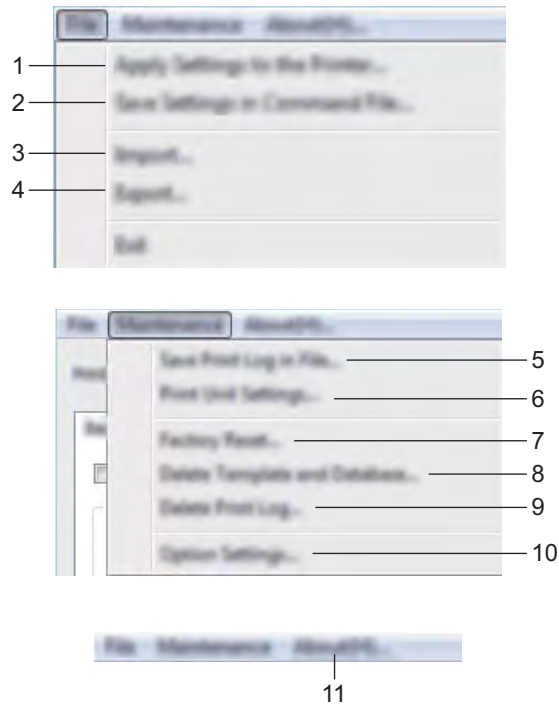 File Maintenance About(H)...
1 Apply Settings to the Printer...
2 Save Settings in Command File...
3 Import...
4 Export...
Exit
File Maintenance About(H)...
Save Print Log in File... 5
Print Unit Settings... 6
Factory Reset... 7
Delete Template and Database... 8
Delete Print Log... 9
Option Settings... 10
File Maintenance About(H)...
11